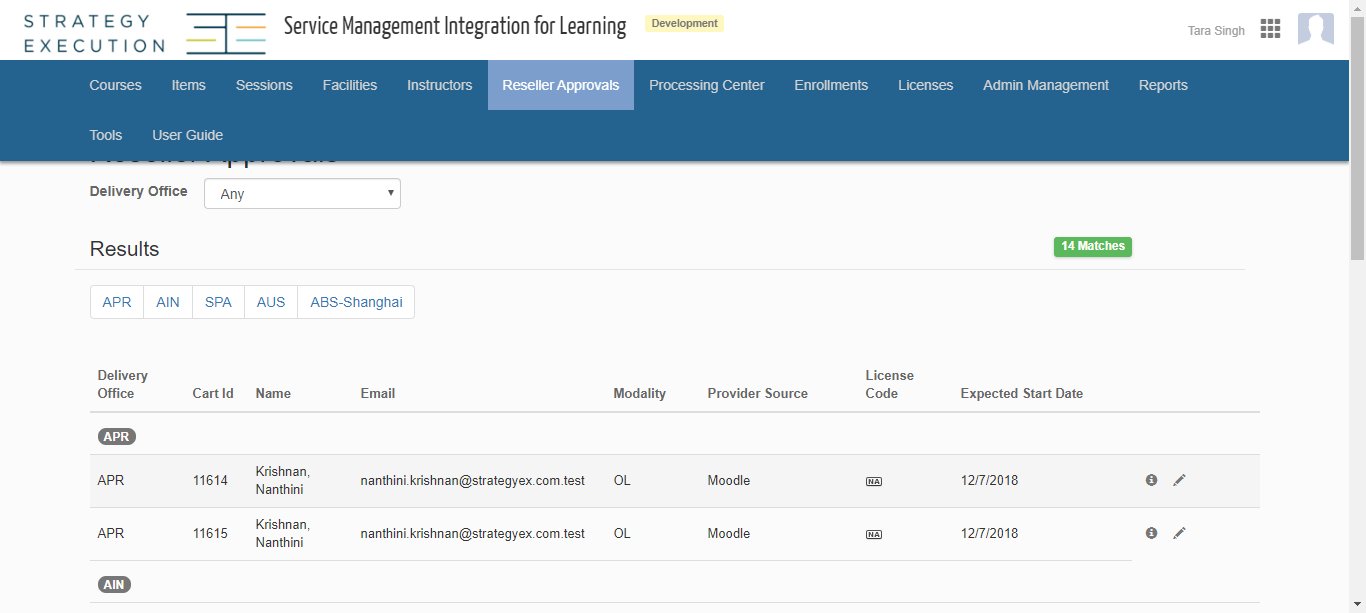 STRATEGY
EXECUTION
Service Management Integration for Learning
Development
Tara Singh
Courses Items Sessions Facilities Instructors Reseller Approvals Processing Center Enrollments Licenses Admin Management Reports
Tools User Guide
Reseller Approvals
Delivery Office Any
Results 14 Matches
APR AIN SPA AUS ABS-Shanghai
Delivery Office Cart Id Name Email Modality Provider Source License Code Expected Start Date
APR
APR 11614 Krishnan, Nanthini nanthini.krishnan@strategyex.com.test OL Moodle NA 12/7/2018
APR 11615 Krishnan, Nanthini nanthini.krishnan@strategyex.com.test OL Moodle NA 12/7/2018
AIN